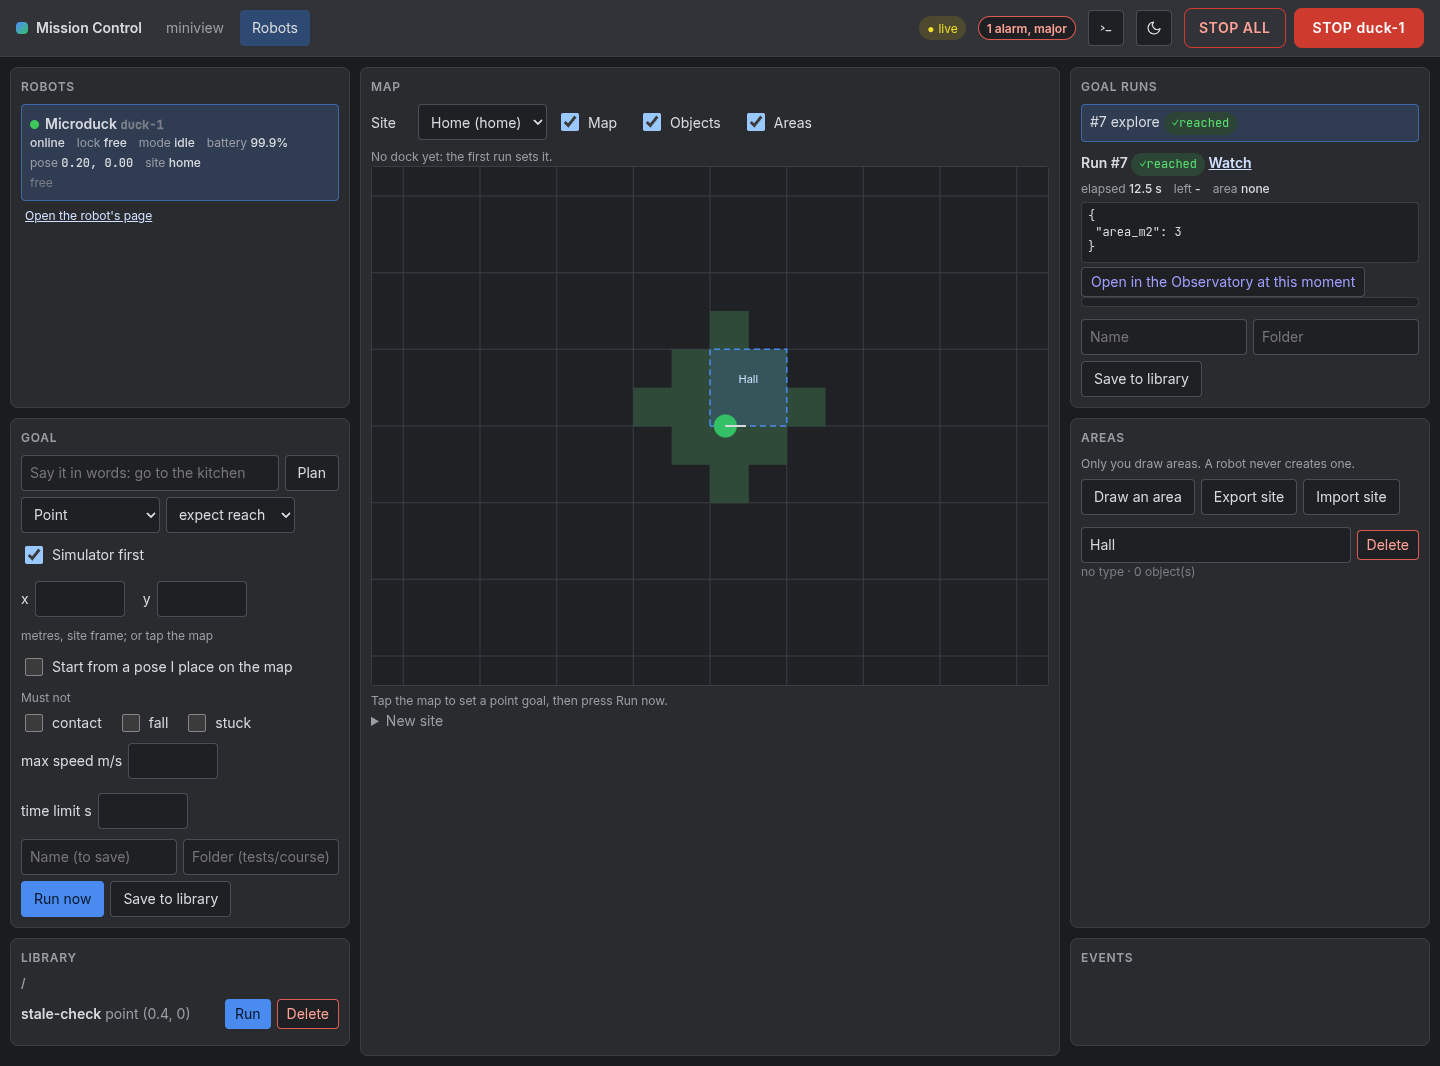 Mission Control
miniview
Robots
● live
1 alarm, major
STOP ALL
STOP duck-1
ROBOTS
Microduck duck-1
online lock free mode idle battery 99.9%
pose 0.20, 0.00 site home
free
Open the robot's page
GOAL
Say it in words: go to the kitchen
Plan
Point
expect reach
Simulator first
x
y
metres, site frame; or tap the map
Start from a pose I place on the map
Must not
contact fall stuck
max speed m/s
time limit s
Name (to save)
Folder (tests/course)
Run now
Save to library
LIBRARY
/
stale-check point (0.4, 0)
Run
Delete
MAP
Site
Home (home)
Map
Objects
Areas
No dock yet: the first run sets it.
Hall
Tap the map to set a point goal, then press Run now.
New site
GOAL RUNS
#7 explore ✓reached
Run #7 ✓reached Watch
elapsed 12.5 s left - area none
{
"area_m2": 3
}
Open in the Observatory at this moment
Name
Folder
Save to library
AREAS
Only you draw areas. A robot never creates one.
Draw an area
Export site
Import site
Hall
Delete
no type · 0 object(s)
EVENTS